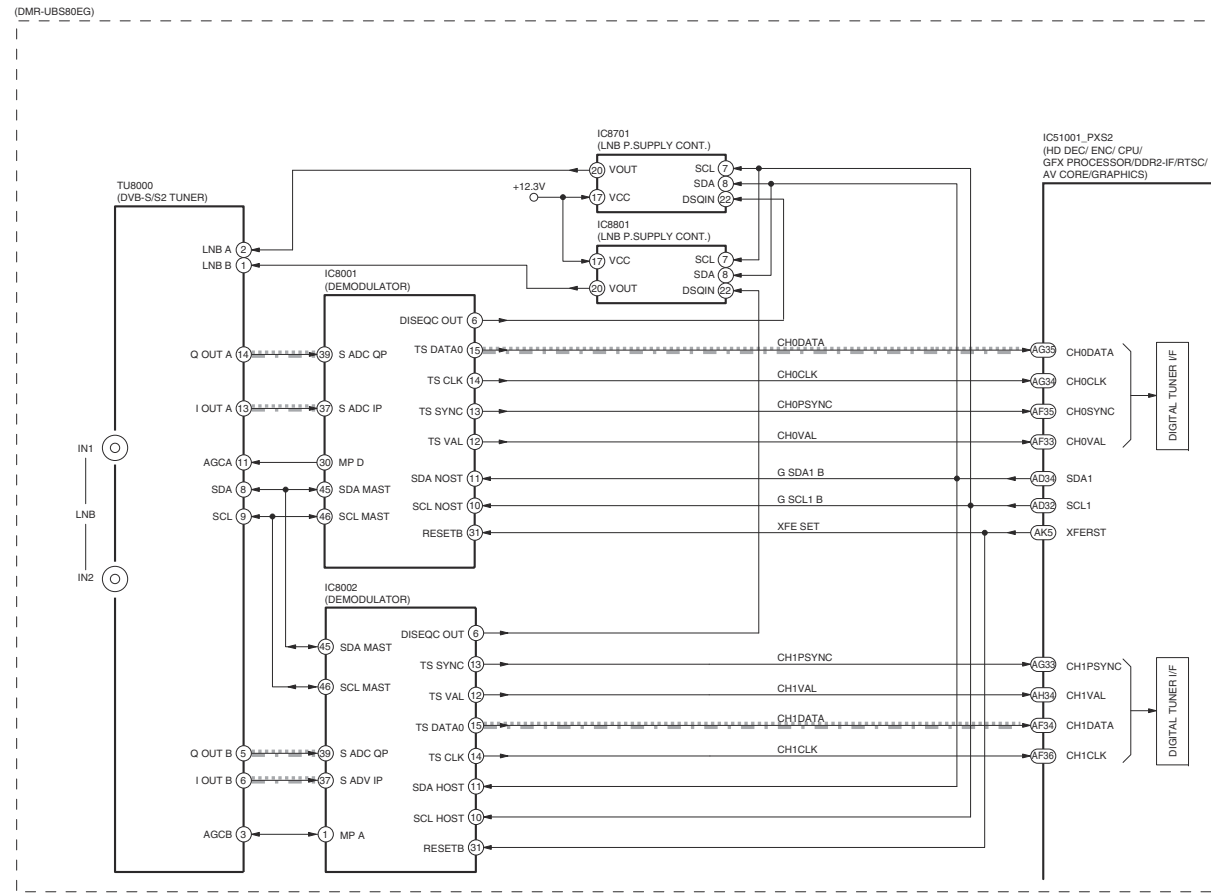 (DMR-UBS80EG)
IC8701
(LNB P.SUPPLY CONT.)
20 VOUT
SCL 7
SDA 8
+12.3V
17 VCC
DSQIN 22
IC8801
(LNB P.SUPPLY CONT.)
17 VCC
SCL 7
SDA 8
20 VOUT
DSQIN 22
IC51001_PXS2
(HD DEC/ ENC/ CPU/
GFX PROCESSOR/DDR2-IF/RTSC/
AV CORE/GRAPHICS)
TU8000
(DVB-S/S2 TUNER)
LNB A 2
LNB B 1
Q OUT A 14
I OUT A 13
IN1
LNB
IN2
AGCA 11
SDA 8
SCL 9
Q OUT B 5
I OUT B 6
AGCB 3
IC8001
(DEMODULATOR)
DISEQC OUT 6
39 S ADC QP
TS DATA0 15
TS CLK 14
37 S ADC IP
TS SYNC 13
TS VAL 12
30 MP D
45 SDA MAST
SDA NOST 11
46 SCL MAST
SCL NOST 10
RESETB 31
CH0DATA
CH0CLK
CH0PSYNC
CH0VAL
G SDA1 B
G SCL1 B
XFE SET
AG35 CH0DATA
AG34 CH0CLK
AF35 CH0SYNC
AF33 CH0VAL
AD34 SDA1
AD32 SCL1
AK5 XFERST
DIGITAL TUNER I/F
IC8002
(DEMODULATOR)
DISEQC OUT 6
45 SDA MAST
TS SYNC 13
46 SCL MAST
TS VAL 12
TS DATA0 15
39 S ADC QP
TS CLK 14
37 S ADV IP
SDA HOST 11
SCL HOST 10
1 MP A
RESETB 31
CH1PSYNC
CH1VAL
CH1DATA
CH1CLK
AG33 CH1PSYNC
AH34 CH1VAL
AF34 CH1DATA
AF36 CH1CLK
DIGITAL TUNER I/F